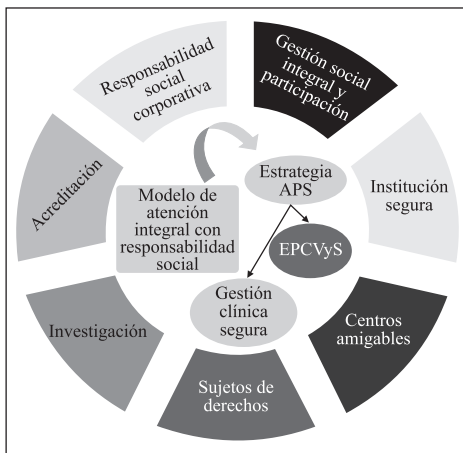 Responsabilidad
social
corporativa
Gestión social
integral y
participación
Acreditación
Institución
segura
Modelo de
atención
integral con
responsabilidad
social
Estrategia
APS
EPCVyS
Gestión
clínica
segura
Investigación
Centros
amigables
Sujetos de
derechos